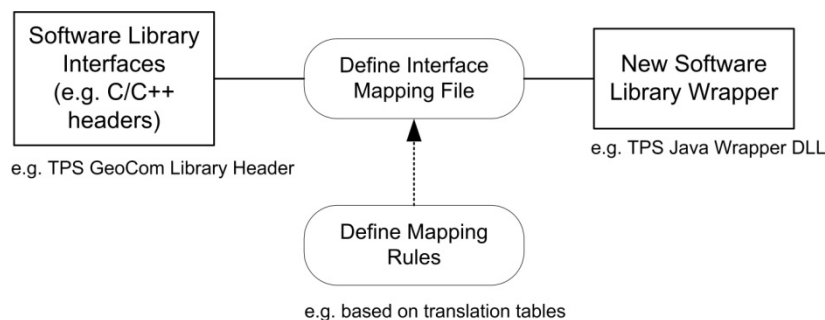 Software Library
Interfaces
(e.g. C/C++
headers)
e.g. TPS GeoCom Library Header
Define Interface
Mapping File
New Software
Library Wrapper
e.g. TPS Java Wrapper DLL
Define Mapping
Rules
e.g. based on translation tables